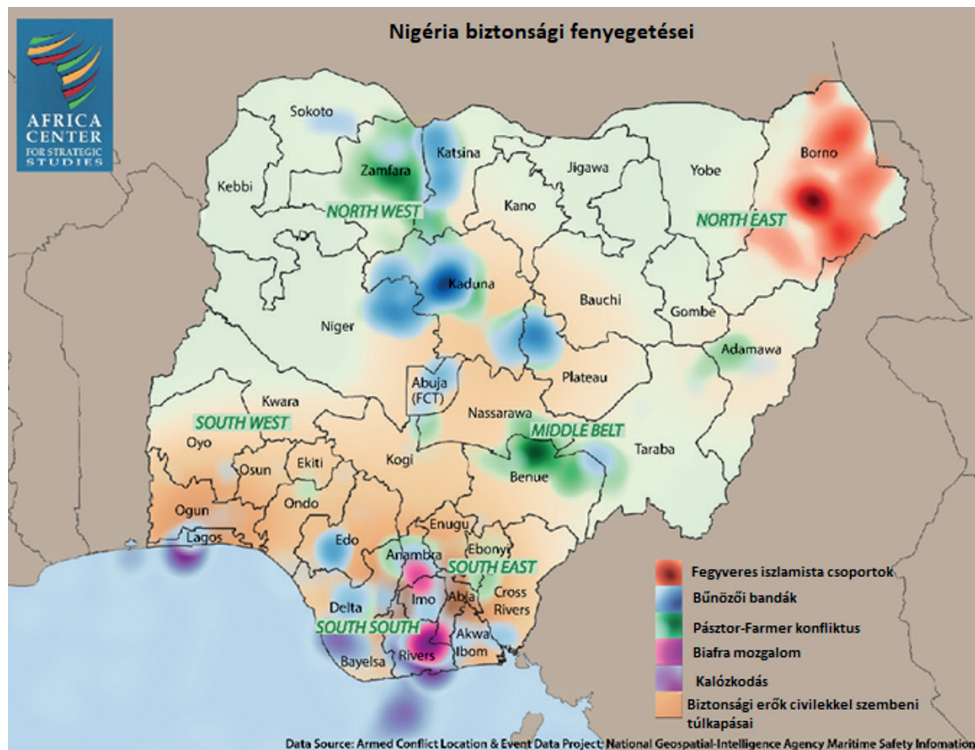 Nigéria biztonsági fenyegetései
AFRICA
CENTER
FOR STRATEGIC
STUDIES
Sokoto
Katsina
Zamfara
Kebbi
Jigawa
Yobe
Borno
Kano
NORTH WEST
NORTH EAST
Kaduna
Bauchi
Niger
Gombe
Adamawa
Abuja
(FCT)
Plateau
Kwara
Nassarawa
SOUTH WEST
MIDDLE BELT
Oyo
Kogi
Taraba
Ekiti
Osun
Benue
Ondo
Ogun
Enugu
Lagos
Edo
Anambra
Ebonyi
SOUTH EAST
Imo
Abia
Cross
Rivers
Delta
SOUTH SOUTH
Akwa
Ibom
Bayelsa
Rivers
Fegyveres iszlamista csoportok
Bűnözői bandák
Pásztor-Farmer konfliktus
Biafra mozgalom
Kalózkodás
Biztonsági erők civilekkel szembeni
túlkapásai
Data Source: Armed Conflict Location & Event Data Project; National Geospatial-Intelligence Agency Maritime Safety Infomation